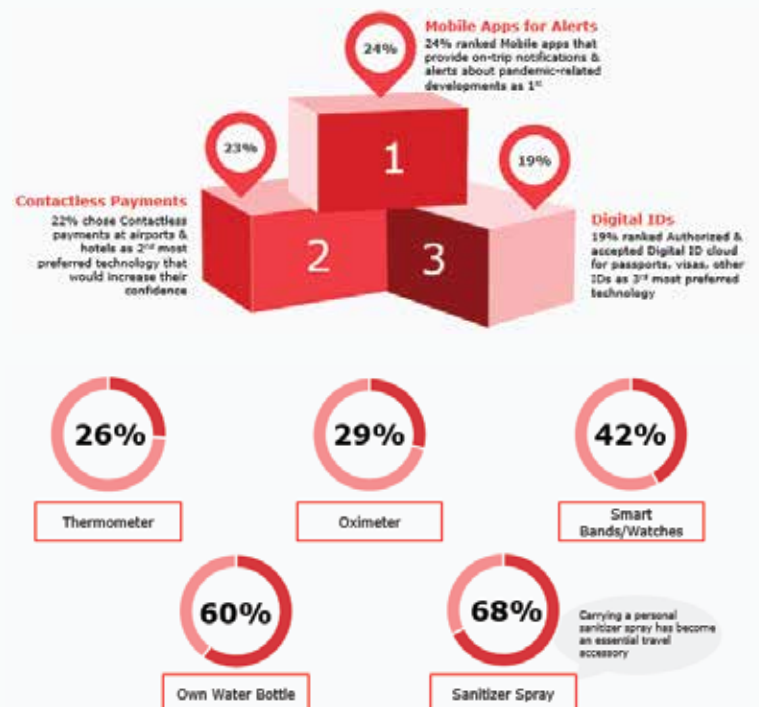 24%
Mobile Apps for Alerts
24% ranked Mobile apps that
provide on-trip notifications &
alerts about pandemic-related
developments as 1st
23%
1
19%
Contactless Payments
22% chose Contactless
payments at airports &
hotels as 2nd most
preferred technology that
would increase their
confidence
2
3
Digital IDs
19% ranked Authorized &
accepted Digital ID cloud
for passports, visas, other
IDs as 3rd most preferred
technology
26%
Thermometer
29%
Oximeter
42%
Smart
Bands/Watches
60%
Own Water Bottle
68%
Sanitizer Spray
Carrying a personal
sanitizer spray has become
an essential travel
accessory